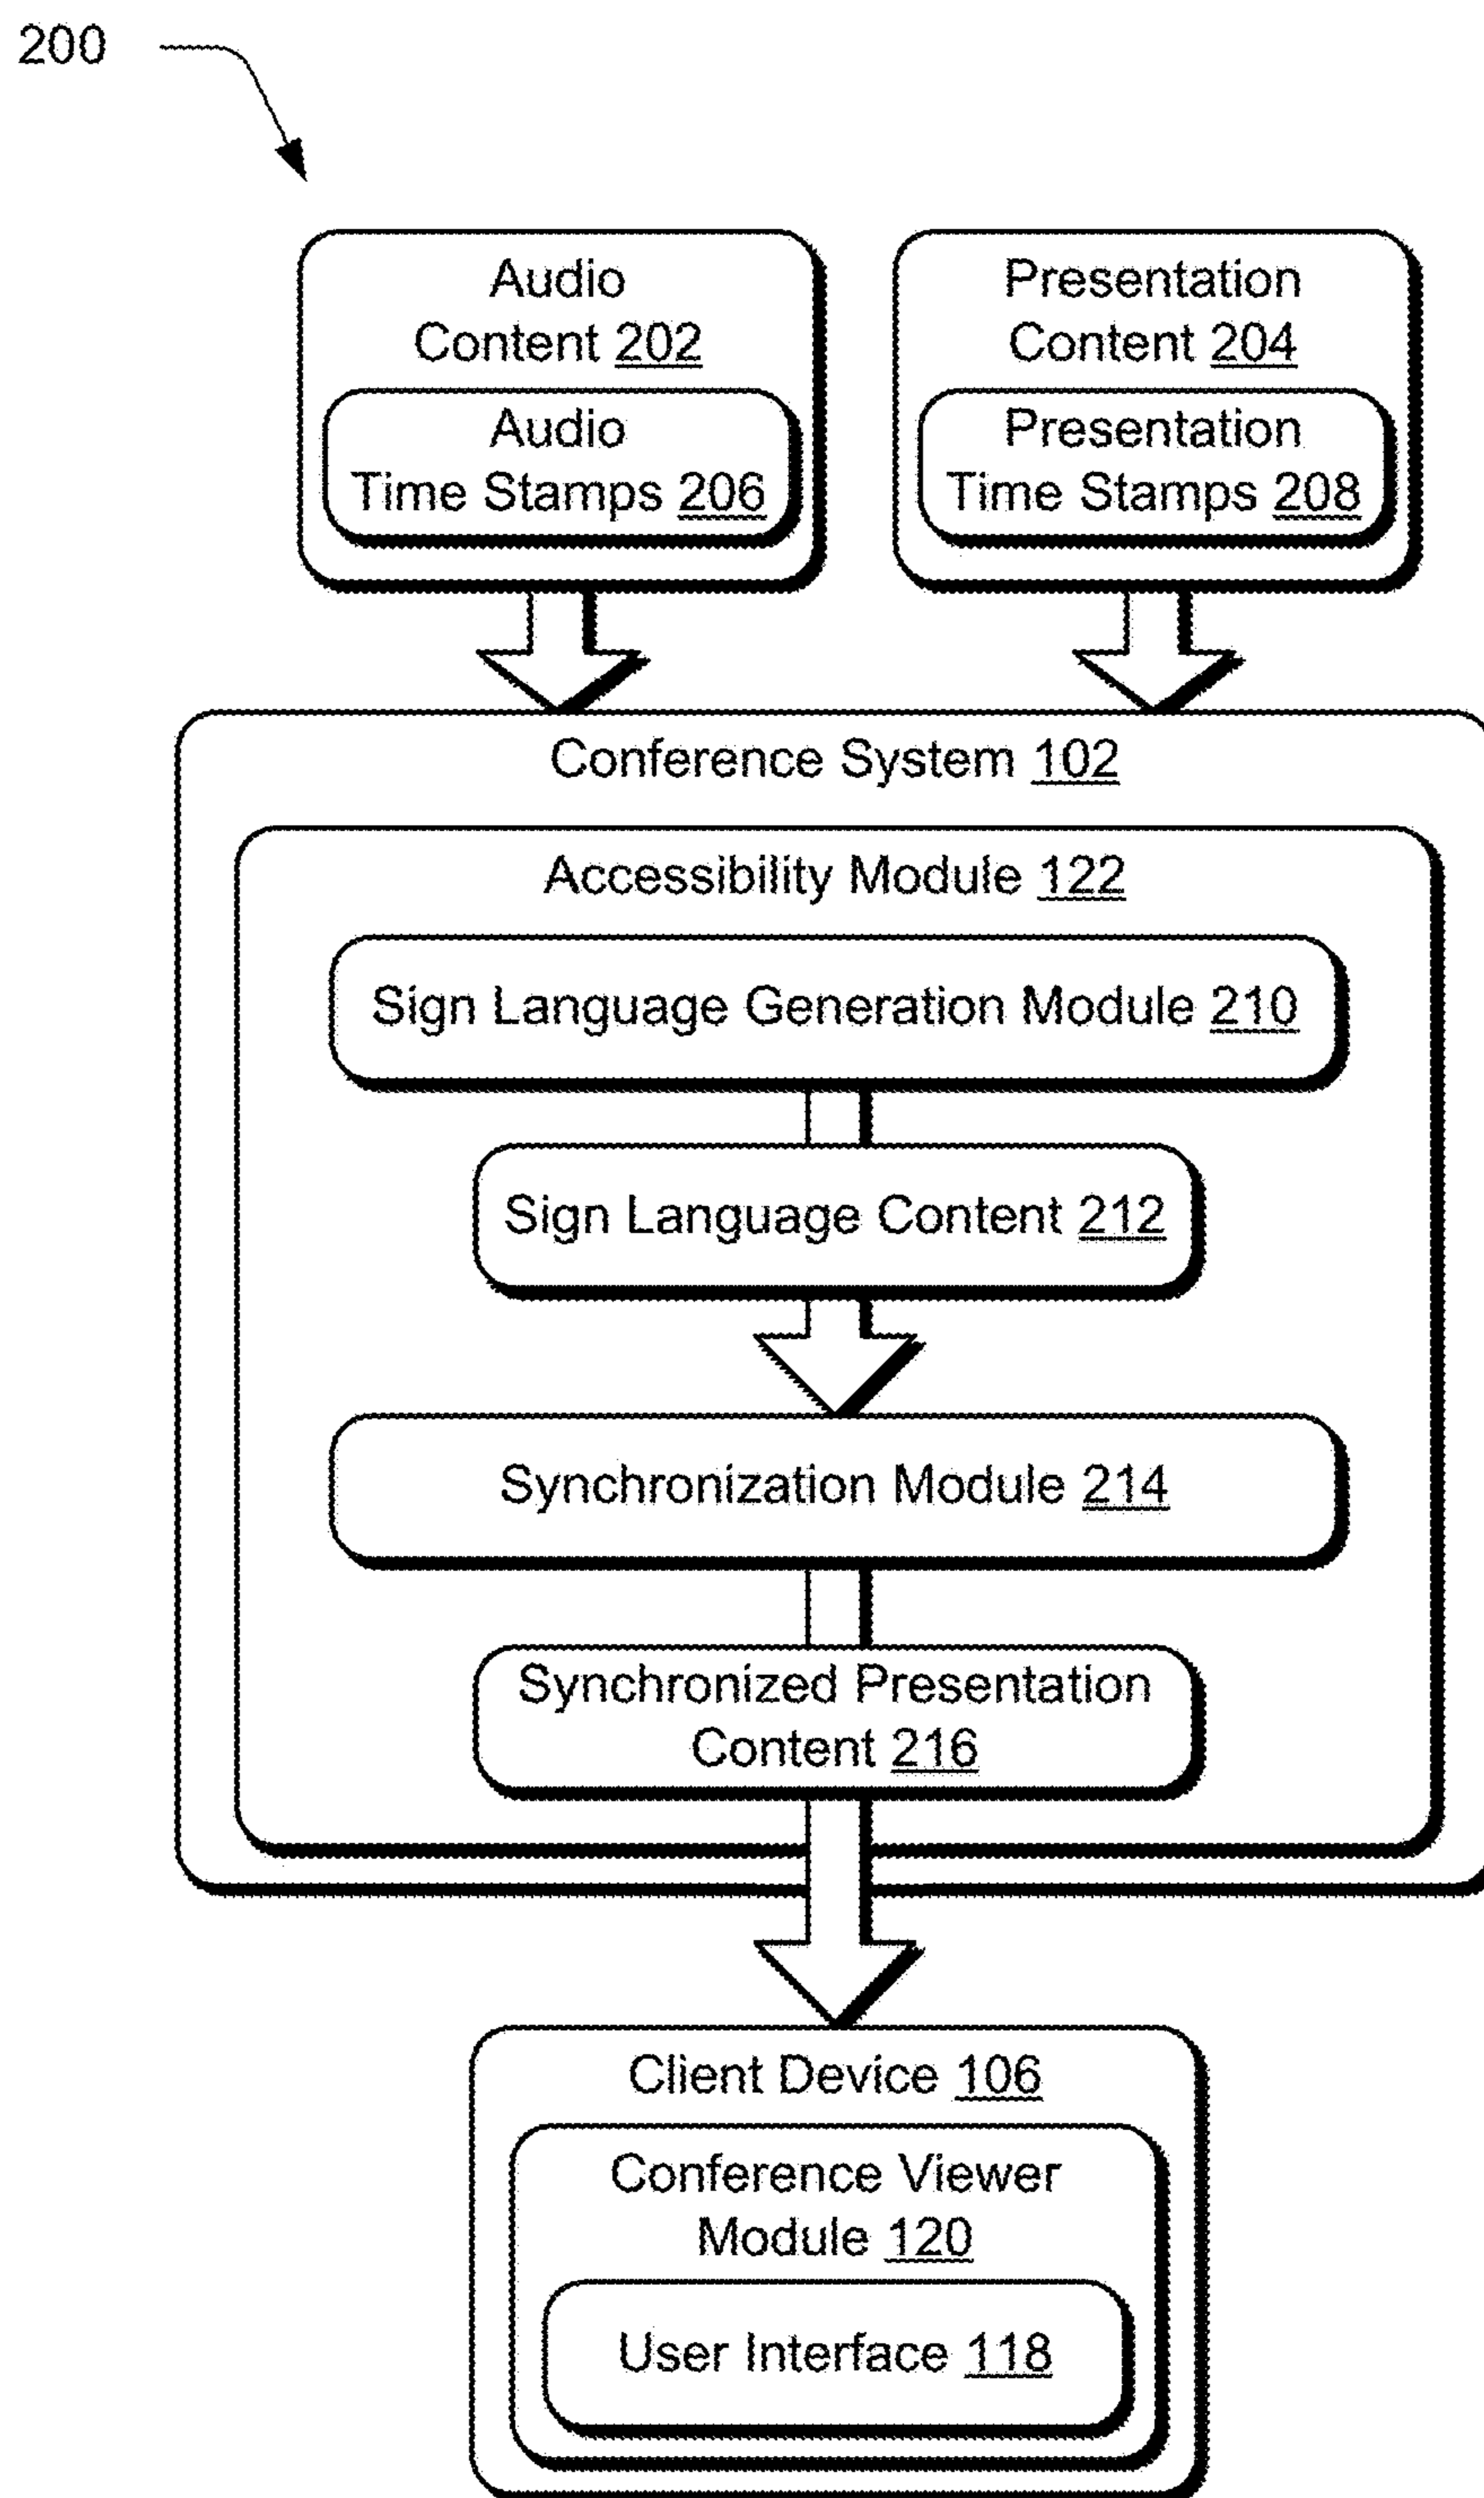 200
Audio
Content 202
Audio
Time Stamps 206
Presentation
Content 204
Presentation
Time Stamps 208
Conference System 102
Accessibility Module 122
Sign Language Generation Module 210
Sign Language Content 212
Synchronization Module 214
Synchronized Presentation
Content 216
Client Device 106
Conference Viewer
Module 120
User Interface 118